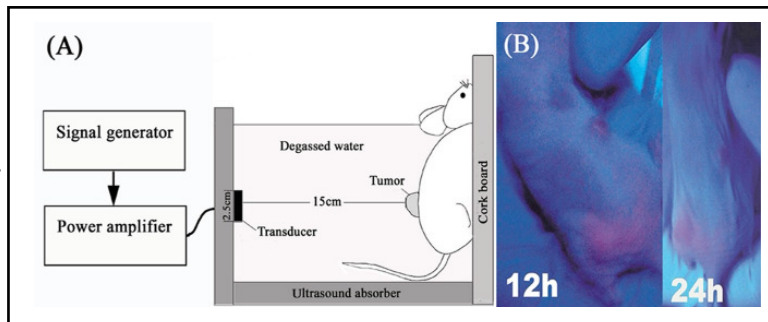 (A)
Signal generator
Power amplifier
2.5cm
Transducer
Degassed water
15cm
Tumor
Cork board
Ultrasound absorber
(B)
12h
24h